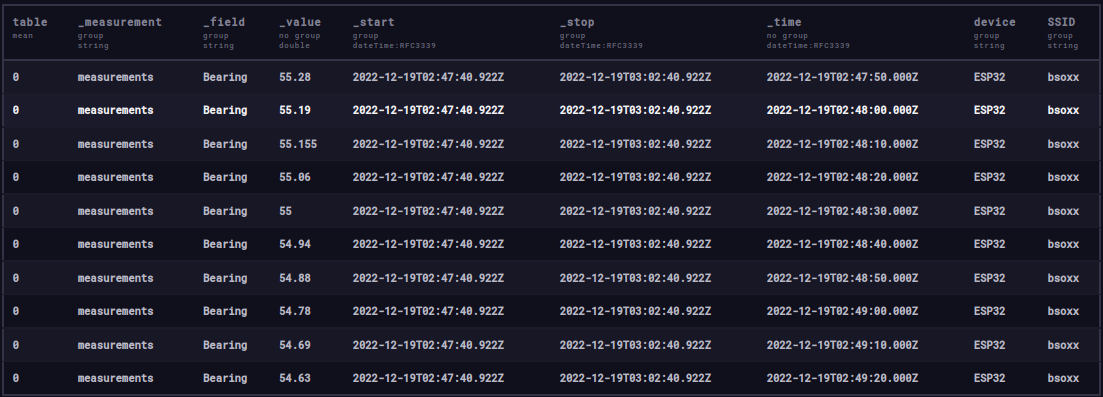 table _measurement _field _value _start _stop _time device SSID
mean group group no group group group no group group group
string string double dateTime:RFC3339 dateTime:RFC3339 dateTime:RFC3339 string string
0 measurements Bearing 55.28 2022-12-19T02:47:40.922Z 2022-12-19T03:02:40.922Z 2022-12-19T02:47:50.000Z ESP32 bsoxx
0 measurements Bearing 55.19 2022-12-19T02:47:40.922Z 2022-12-19T03:02:40.922Z 2022-12-19T02:48:00.000Z ESP32 bsoxx
0 measurements Bearing 55.155 2022-12-19T02:47:40.922Z 2022-12-19T03:02:40.922Z 2022-12-19T02:48:10.000Z ESP32 bsoxx
0 measurements Bearing 55.06 2022-12-19T02:47:40.922Z 2022-12-19T03:02:40.922Z 2022-12-19T02:48:20.000Z ESP32 bsoxx
0 measurements Bearing 55 2022-12-19T02:47:40.922Z 2022-12-19T03:02:40.922Z 2022-12-19T02:48:30.000Z ESP32 bsoxx
0 measurements Bearing 54.94 2022-12-19T02:47:40.922Z 2022-12-19T03:02:40.922Z 2022-12-19T02:48:40.000Z ESP32 bsoxx
0 measurements Bearing 54.88 2022-12-19T02:47:40.922Z 2022-12-19T03:02:40.922Z 2022-12-19T02:48:50.000Z ESP32 bsoxx
0 measurements Bearing 54.78 2022-12-19T02:47:40.922Z 2022-12-19T03:02:40.922Z 2022-12-19T02:49:00.000Z ESP32 bsoxx
0 measurements Bearing 54.69 2022-12-19T02:47:40.922Z 2022-12-19T03:02:40.922Z 2022-12-19T02:49:10.000Z ESP32 bsoxx
0 measurements Bearing 54.63 2022-12-19T02:47:40.922Z 2022-12-19T03:02:40.922Z 2022-12-19T02:49:20.000Z ESP32 bsoxx